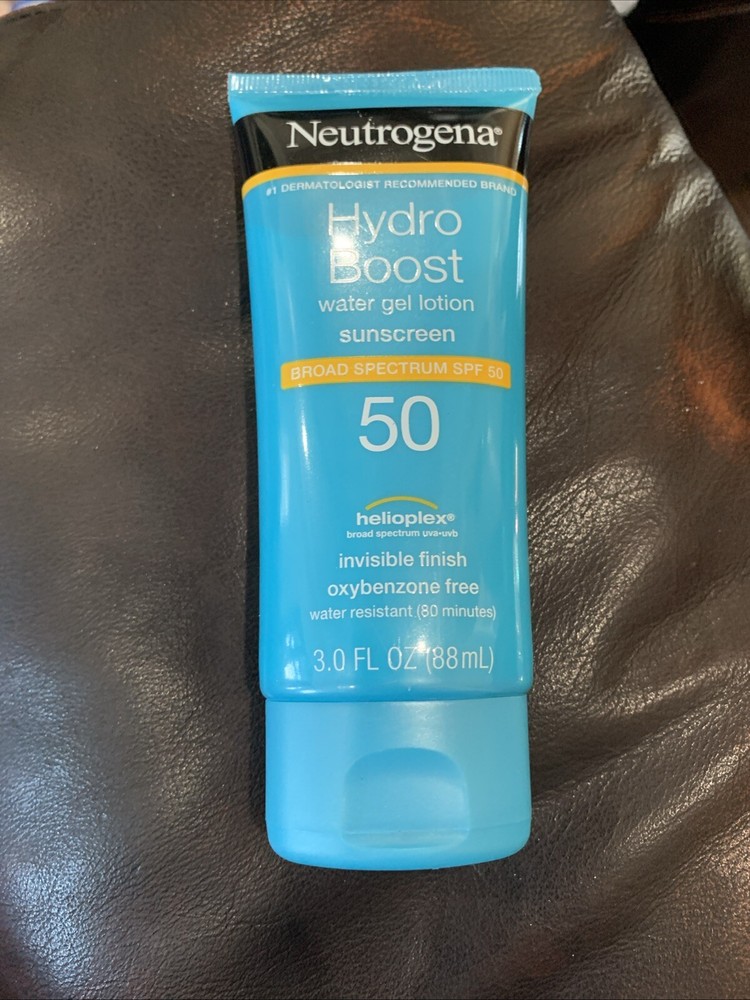 Neutrogena®
#1 DERMATOLOGIST RECOMMENDED BRAND
Hydro
Boost
water gel lotion
sunscreen
BROAD SPECTRUM SPF 50
50
helioplex®
broad spectrum uva•uvb
invisible finish
oxybenzone free
water resistant (80 minutes)
3.0 FL OZ (88mL)